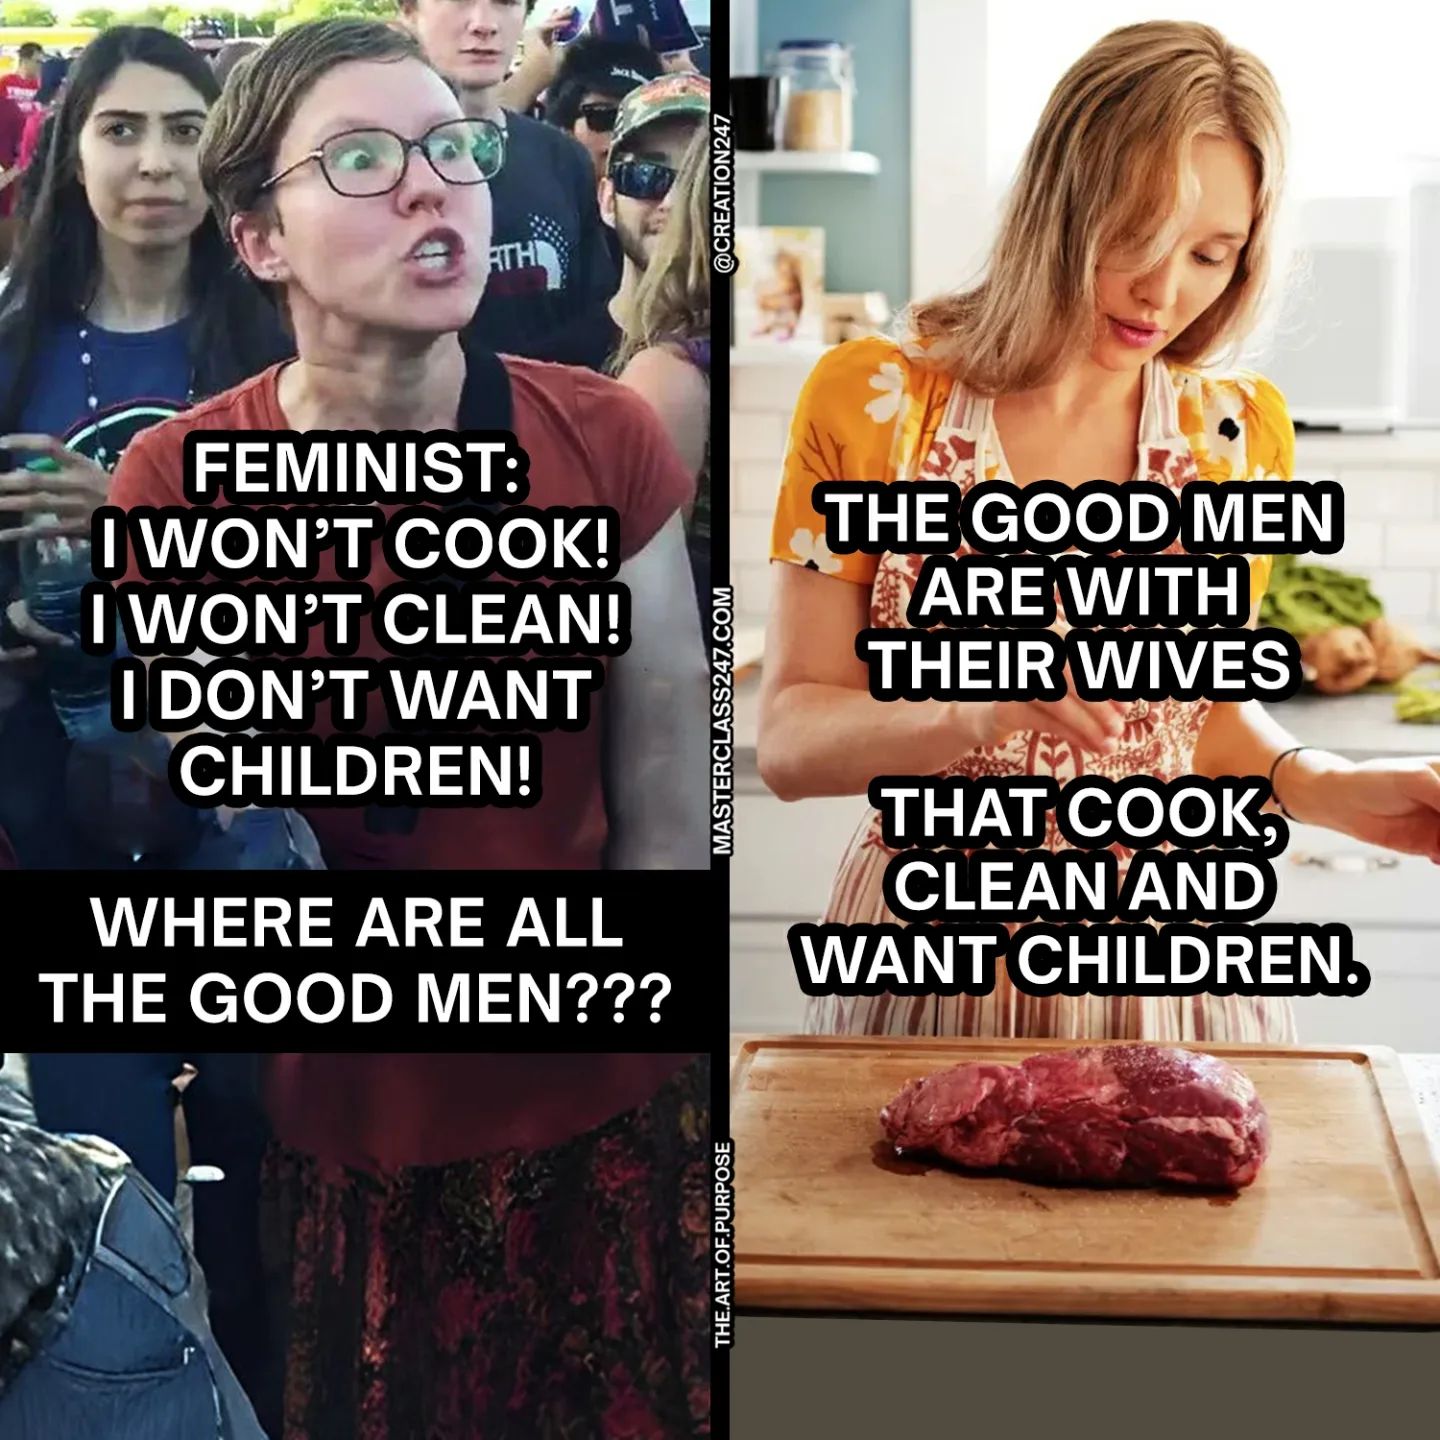 FEMINIST:
I WON’T COOK!
I WON’T CLEAN!
I DON’T WANT
CHILDREN!
WHERE ARE ALL
THE GOOD MEN???
@CREATION247
MASTERCLASS247.COM
THE.ART.OF.PURPOSE
THE GOOD MEN
ARE WITH
THEIR WIVES
THAT COOK,
CLEAN AND
WANT CHILDREN.